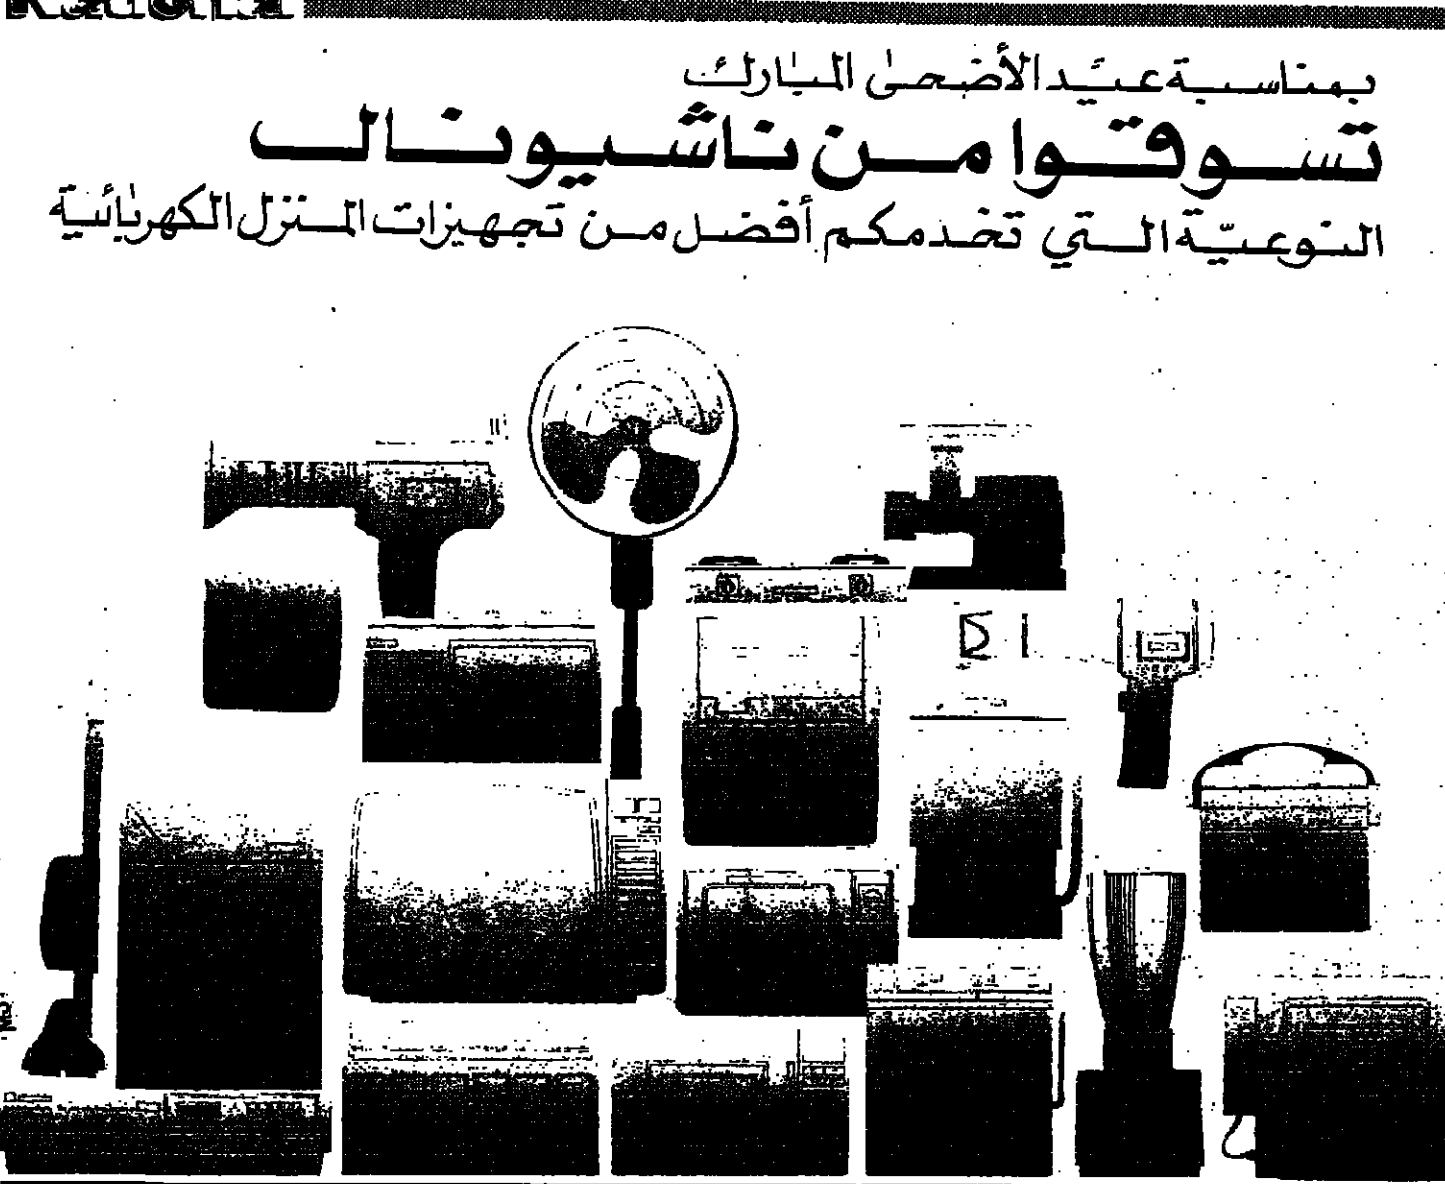 بمناسبة عيد الأضحى المبارك
تسوقوا من ناشيونال
النوعيّة التي تخدمكم أفضل من تجهيزات المنزل الكهربائية